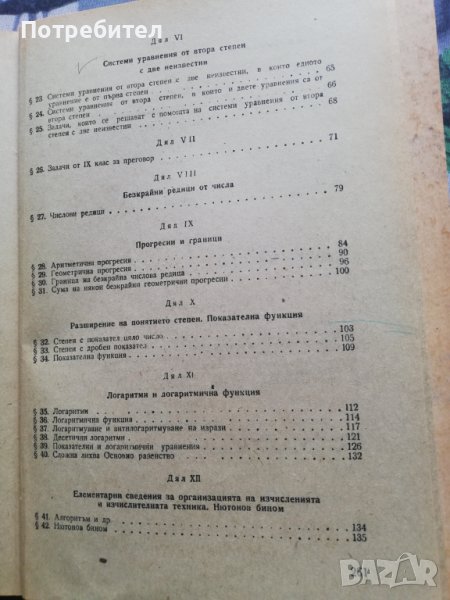 Потребител
Дял VI
Системи уравнения от втора степен
с две неизвестни
§ 23. Системи уравнения от втора степен с две неизвестни, в които едното
уравнение е от първа степен 65
§ 24. Системи уравнения от втора степен, в които и двете уравнения са от
втора степен 66
§ 25. Задачи, които се решават с помощта на системи уравнения от втора
степен с две неизвестни 68
Дял VII
§ 26. Задачи от IX клас за преговор 71
Дял VIII
Безкрайни редици от числа
§ 27. Числови редици 79
Дял IX
Прогресии и граници
§ 28. Аритметична прогресия 84
§ 29. Геометрична прогресия 90
§ 30. Граница на безкрайна числова редица 96
§ 31. Сума на някои безкрайни геометрични прогресии 100
Дял X
Разширение на понятието степен. Показателна функция
§ 32. Степен с показател цяло число 103
§ 33. Степен с дробен показател 105
§ 34. Показателна функция 109
Дял XI
Логаритми и логаритмична функция
§ 35. Логаритми 112
§ 36. Логаритмична функция 114
§ 37. Логаритмуване и антилогаритмуване на изрази 117
§ 38. Десетични логаритми 121
§ 39. Показателни и логаритмични уравнения 126
§ 40. Сложна лихва Основно равенство 132
Дял XII
Елементарни сведения за организацията на изчисленията
и изчислителната техника. Нютонов бином
§ 41. Алгоритъм и др. 134
§ 42. Нютонов бином 135
BAZAR